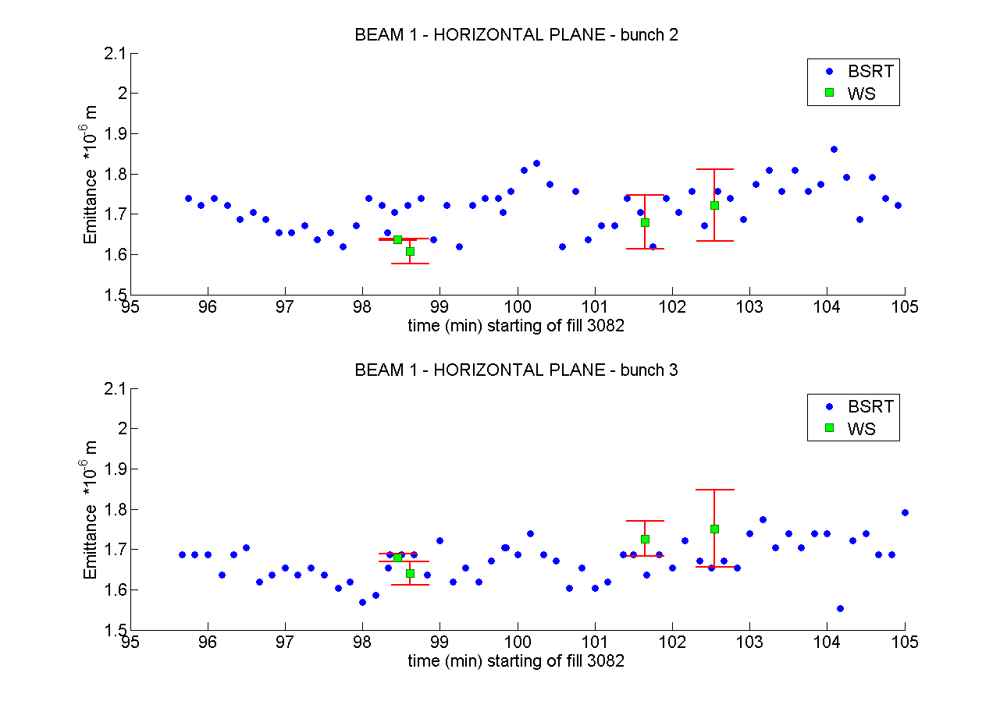 BEAM 1 - HORIZONTAL PLANE - bunch 2
2.1
2
1.9
1.8
1.7
1.6
1.5
Emittance *10^-6 m
BSRT
WS
95 96 97 98 99 100 101 102 103 104 105
time (min) starting of fill 3082
BEAM 1 - HORIZONTAL PLANE - bunch 3
2.1
2
1.9
1.8
1.7
1.6
1.5
Emittance *10^-6 m
BSRT
WS
95 96 97 98 99 100 101 102 103 104 105
time (min) starting of fill 3082